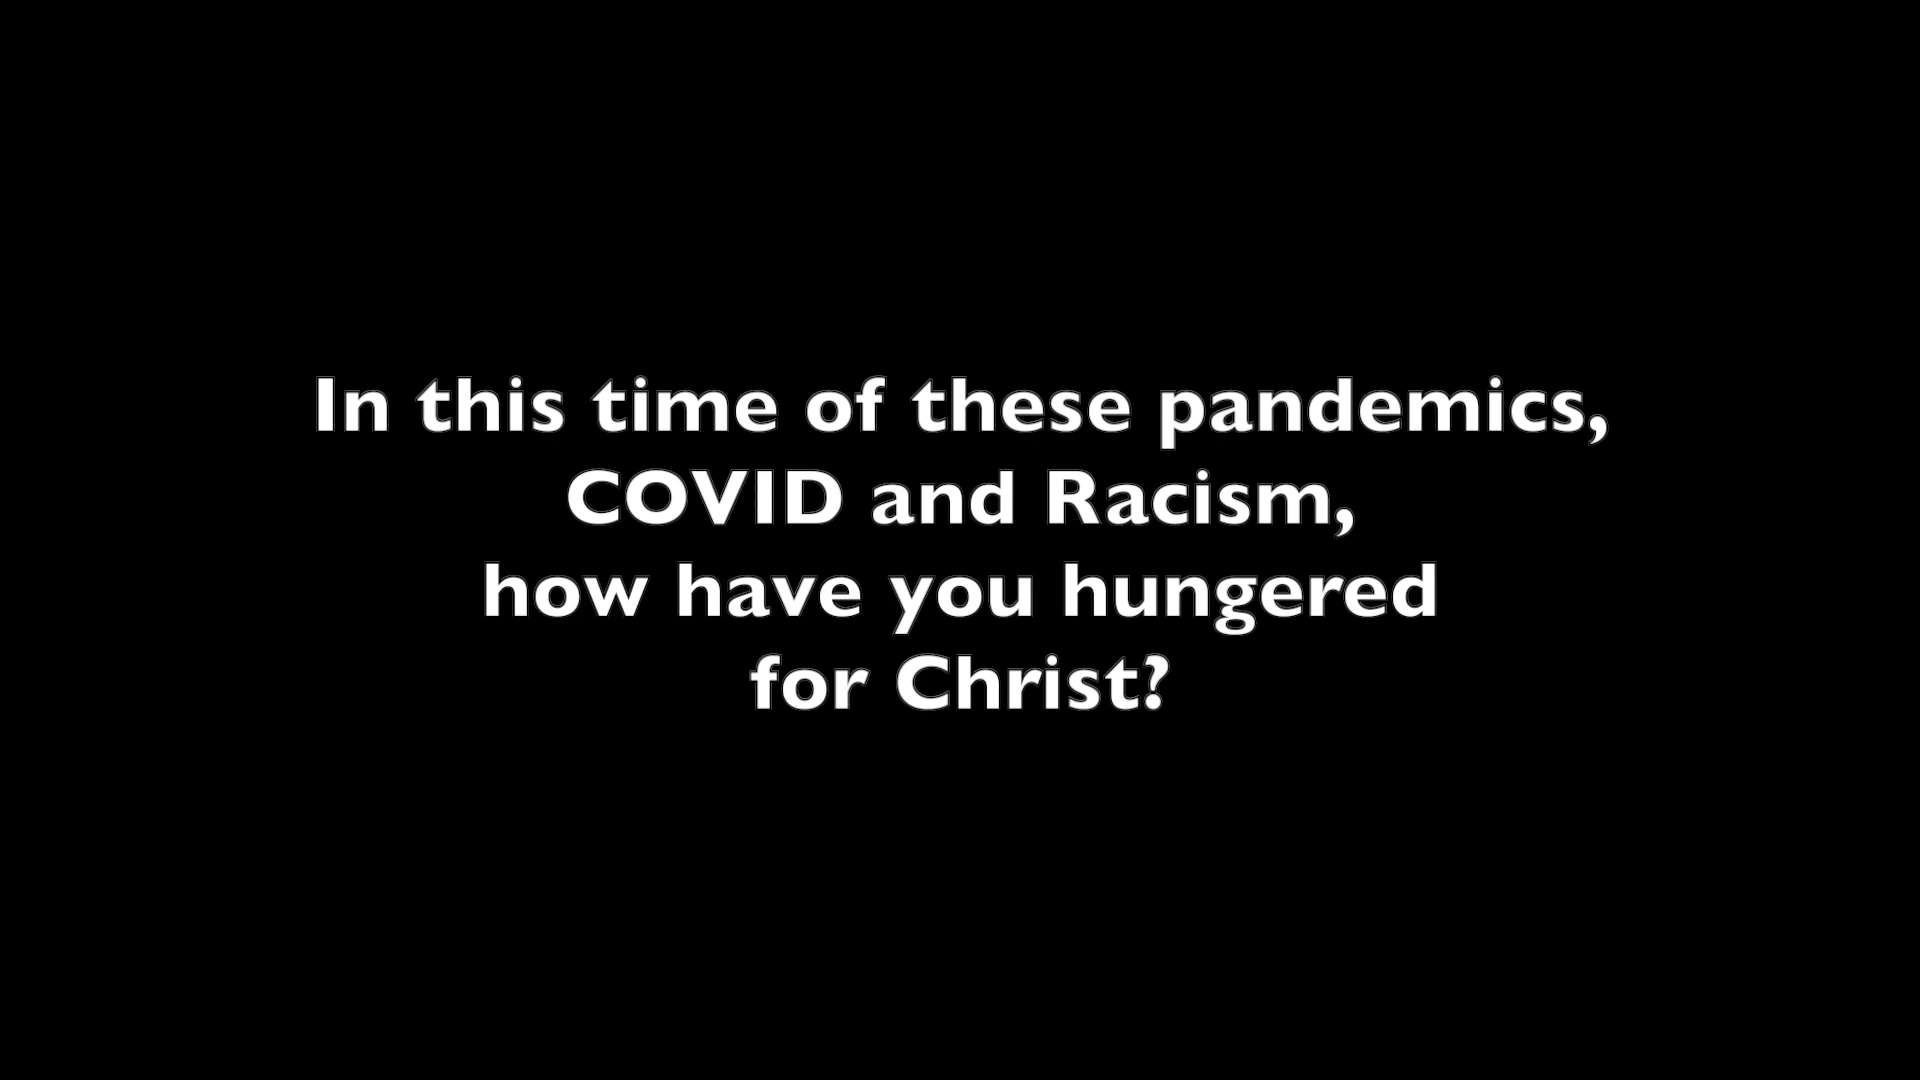 In this time of these pandemics,
COVID and Racism,
how have you hungered
for Christ?